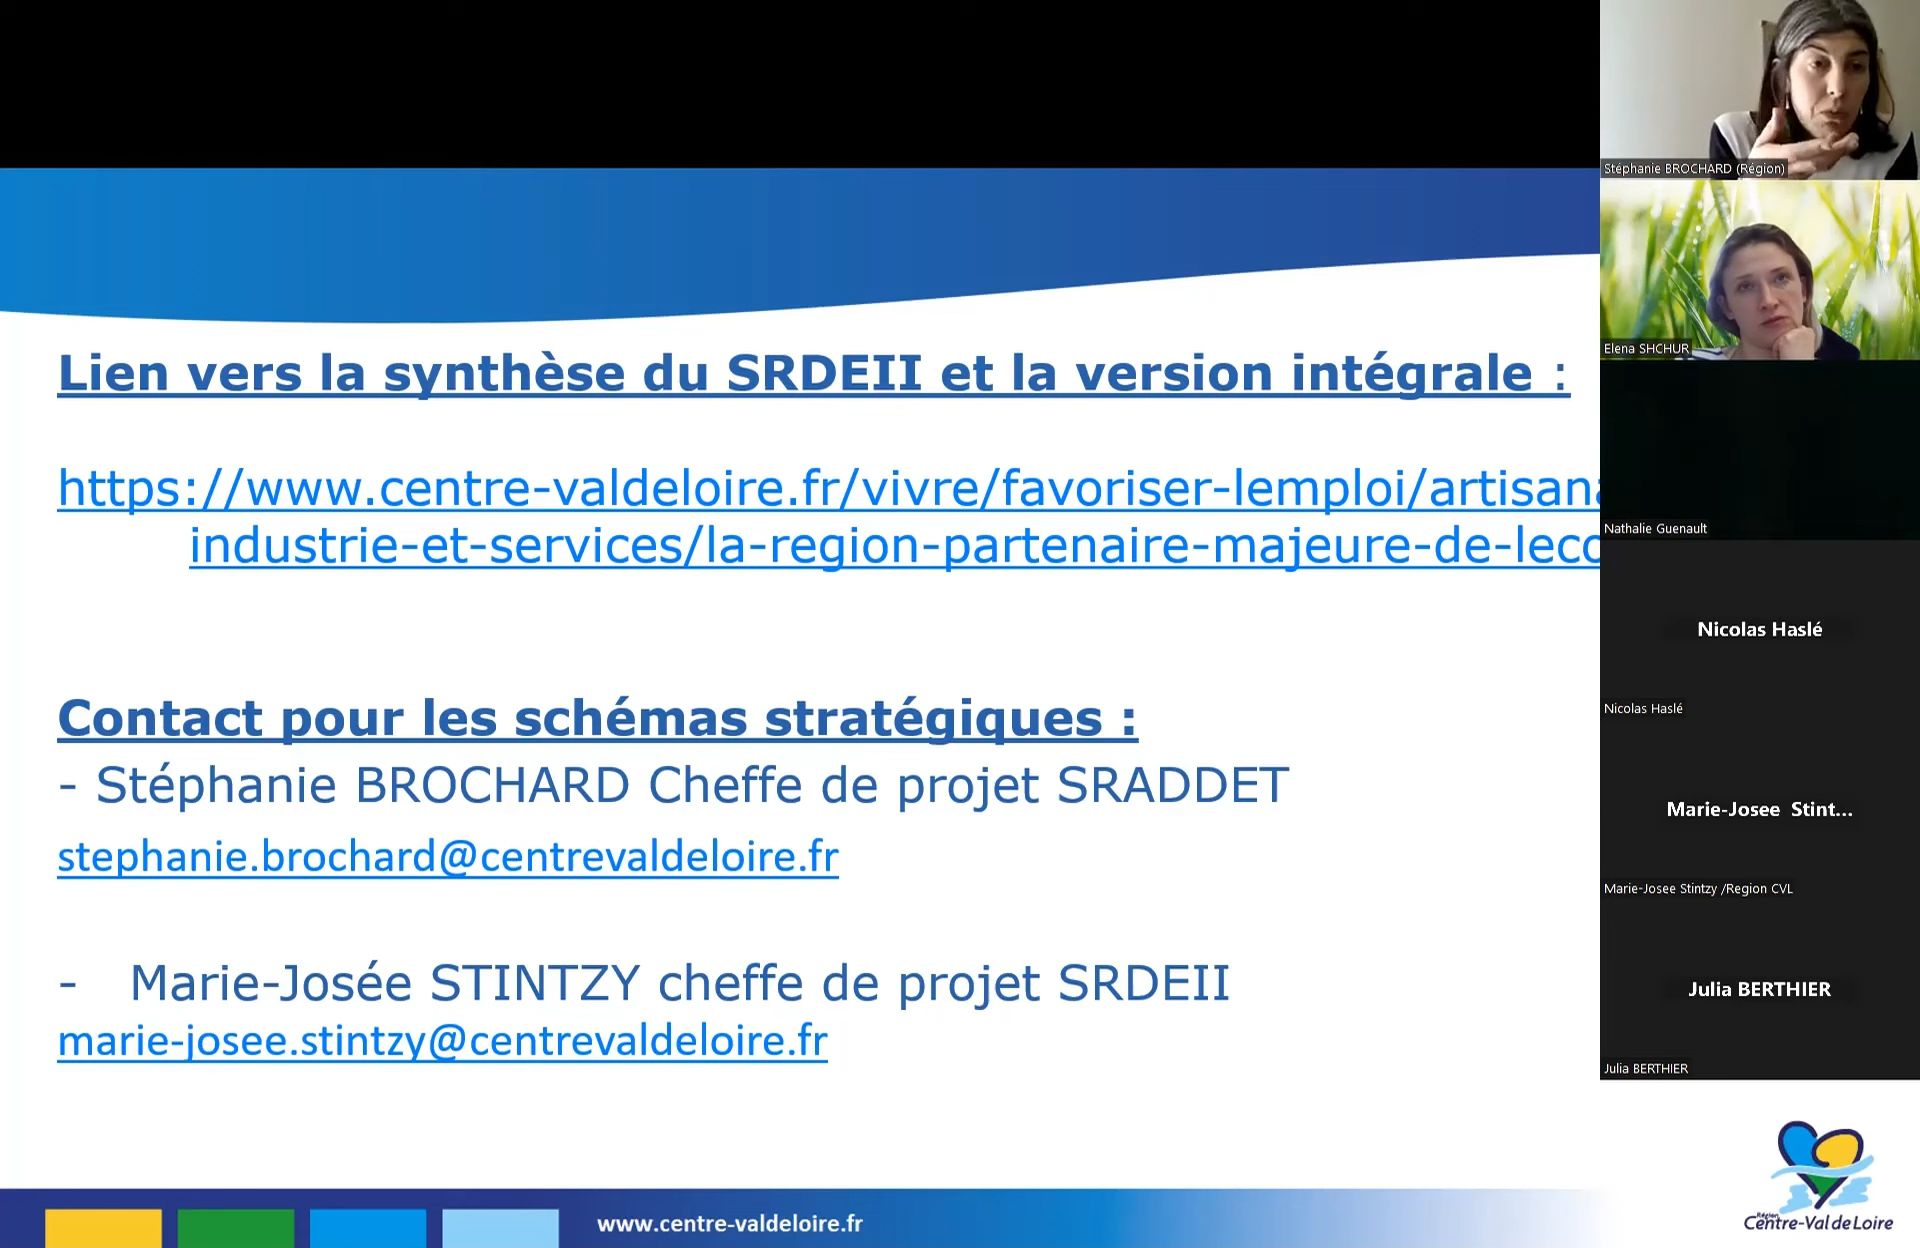 Lien vers la synthèse du SRDEII et la version intégrale :
https://www.centre-valdeloire.fr/vivre/favoriser-lemploi/artisana
industrie-et-services/la-region-partenaire-majeure-de-leco
Contact pour les schémas stratégiques :
- Stéphanie BROCHARD Cheffe de projet SRADDET
stephanie.brochard@centrevaldeloire.fr
- Marie-Josée STINTZY cheffe de projet SRDEII
marie-josee.stintzy@centrevaldeloire.fr
www.centre-valdeloire.fr
Stéphanie BROCHARD (Région)
Elena SHCHUR
Nathalie Guenault
Nicolas Haslé
Nicolas Haslé
Marie-Josee Stint...
Marie-Josee Stintzy /Region CVL
Julia BERTHIER
Julia BERTHIER
Région
Centre-Val de Loire